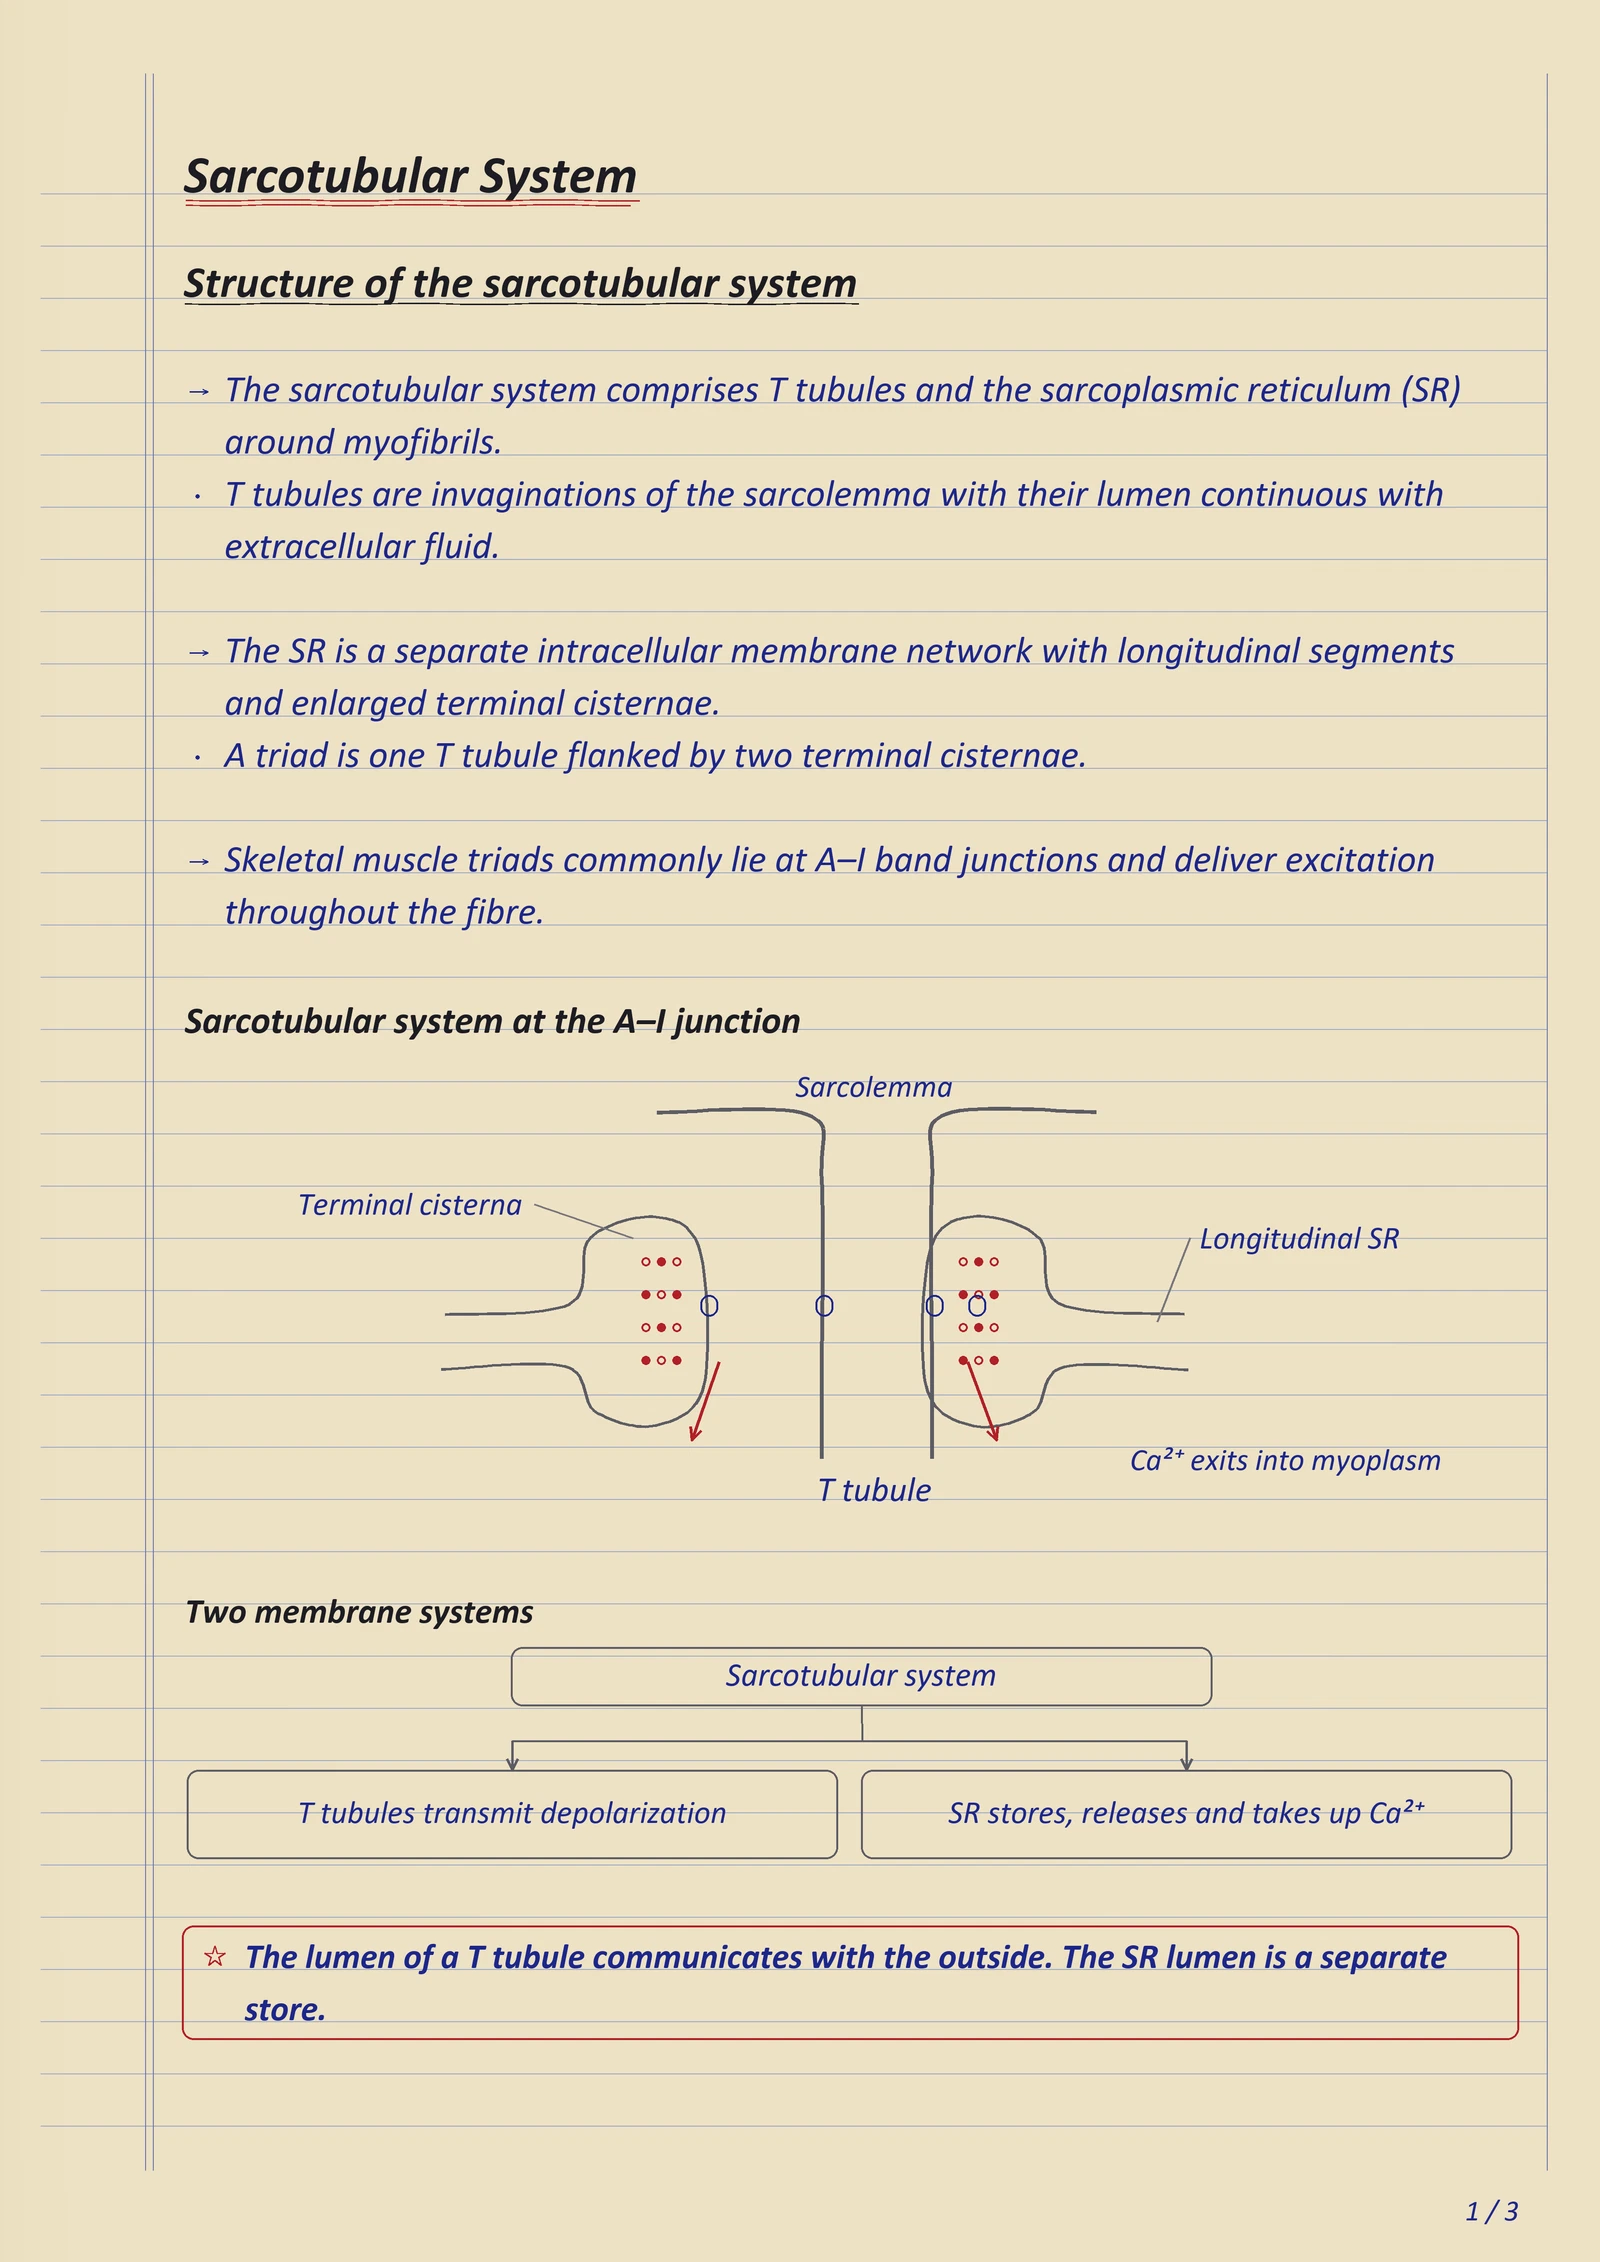 Sarcotubular System
Structure of the sarcotubular system
→ The sarcotubular system comprises T tubules and the sarcoplasmic reticulum (SR)
around myofibrils.
· T tubules are invaginations of the sarcolemma with their lumen continuous with
extracellular fluid.
→ The SR is a separate intracellular membrane network with longitudinal segments
and enlarged terminal cisternae.
· A triad is one T tubule flanked by two terminal cisternae.
→ Skeletal muscle triads commonly lie at A–I band junctions and deliver excitation
throughout the fibre.
Sarcotubular system at the A–I junction
Sarcolemma
Terminal cisterna
Longitudinal SR
Ca²⁺ exits into myoplasm
T tubule
Two membrane systems
Sarcotubular system
T tubules transmit depolarization
SR stores, releases and takes up Ca²⁺
☆ The lumen of a T tubule communicates with the outside. The SR lumen is a separate
store.
1 / 3